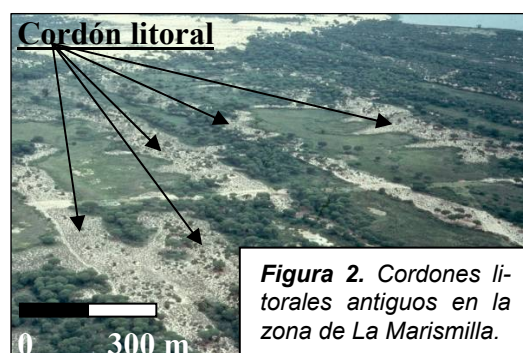 Cordón litoral
Figura 2. Cordones li-
torales antiguos en la
zona de La Marismilla.
0 300 m